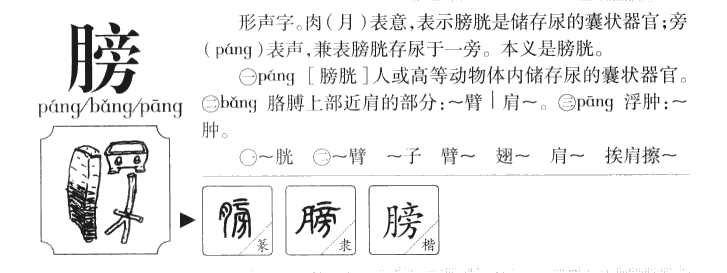 膀
páng/bǎng/pāng
形声字。肉(月)表意,表示膀胱是储存尿的囊状器官;旁
(páng)表声,兼表膀胱存尿于一旁。本义是膀胱。
㊀páng [膀胱]人或高等动物体内储存尿的囊状器官。
㊁bǎng 胳膊上部近肩的部分:～臂｜肩～。㊂pāng 浮肿:～
肿。
㊀～胱 ㊁～臂 ～子 臂～ 翅～ 肩～ 挨肩擦～
膀 篆 膀 隶 膀 楷